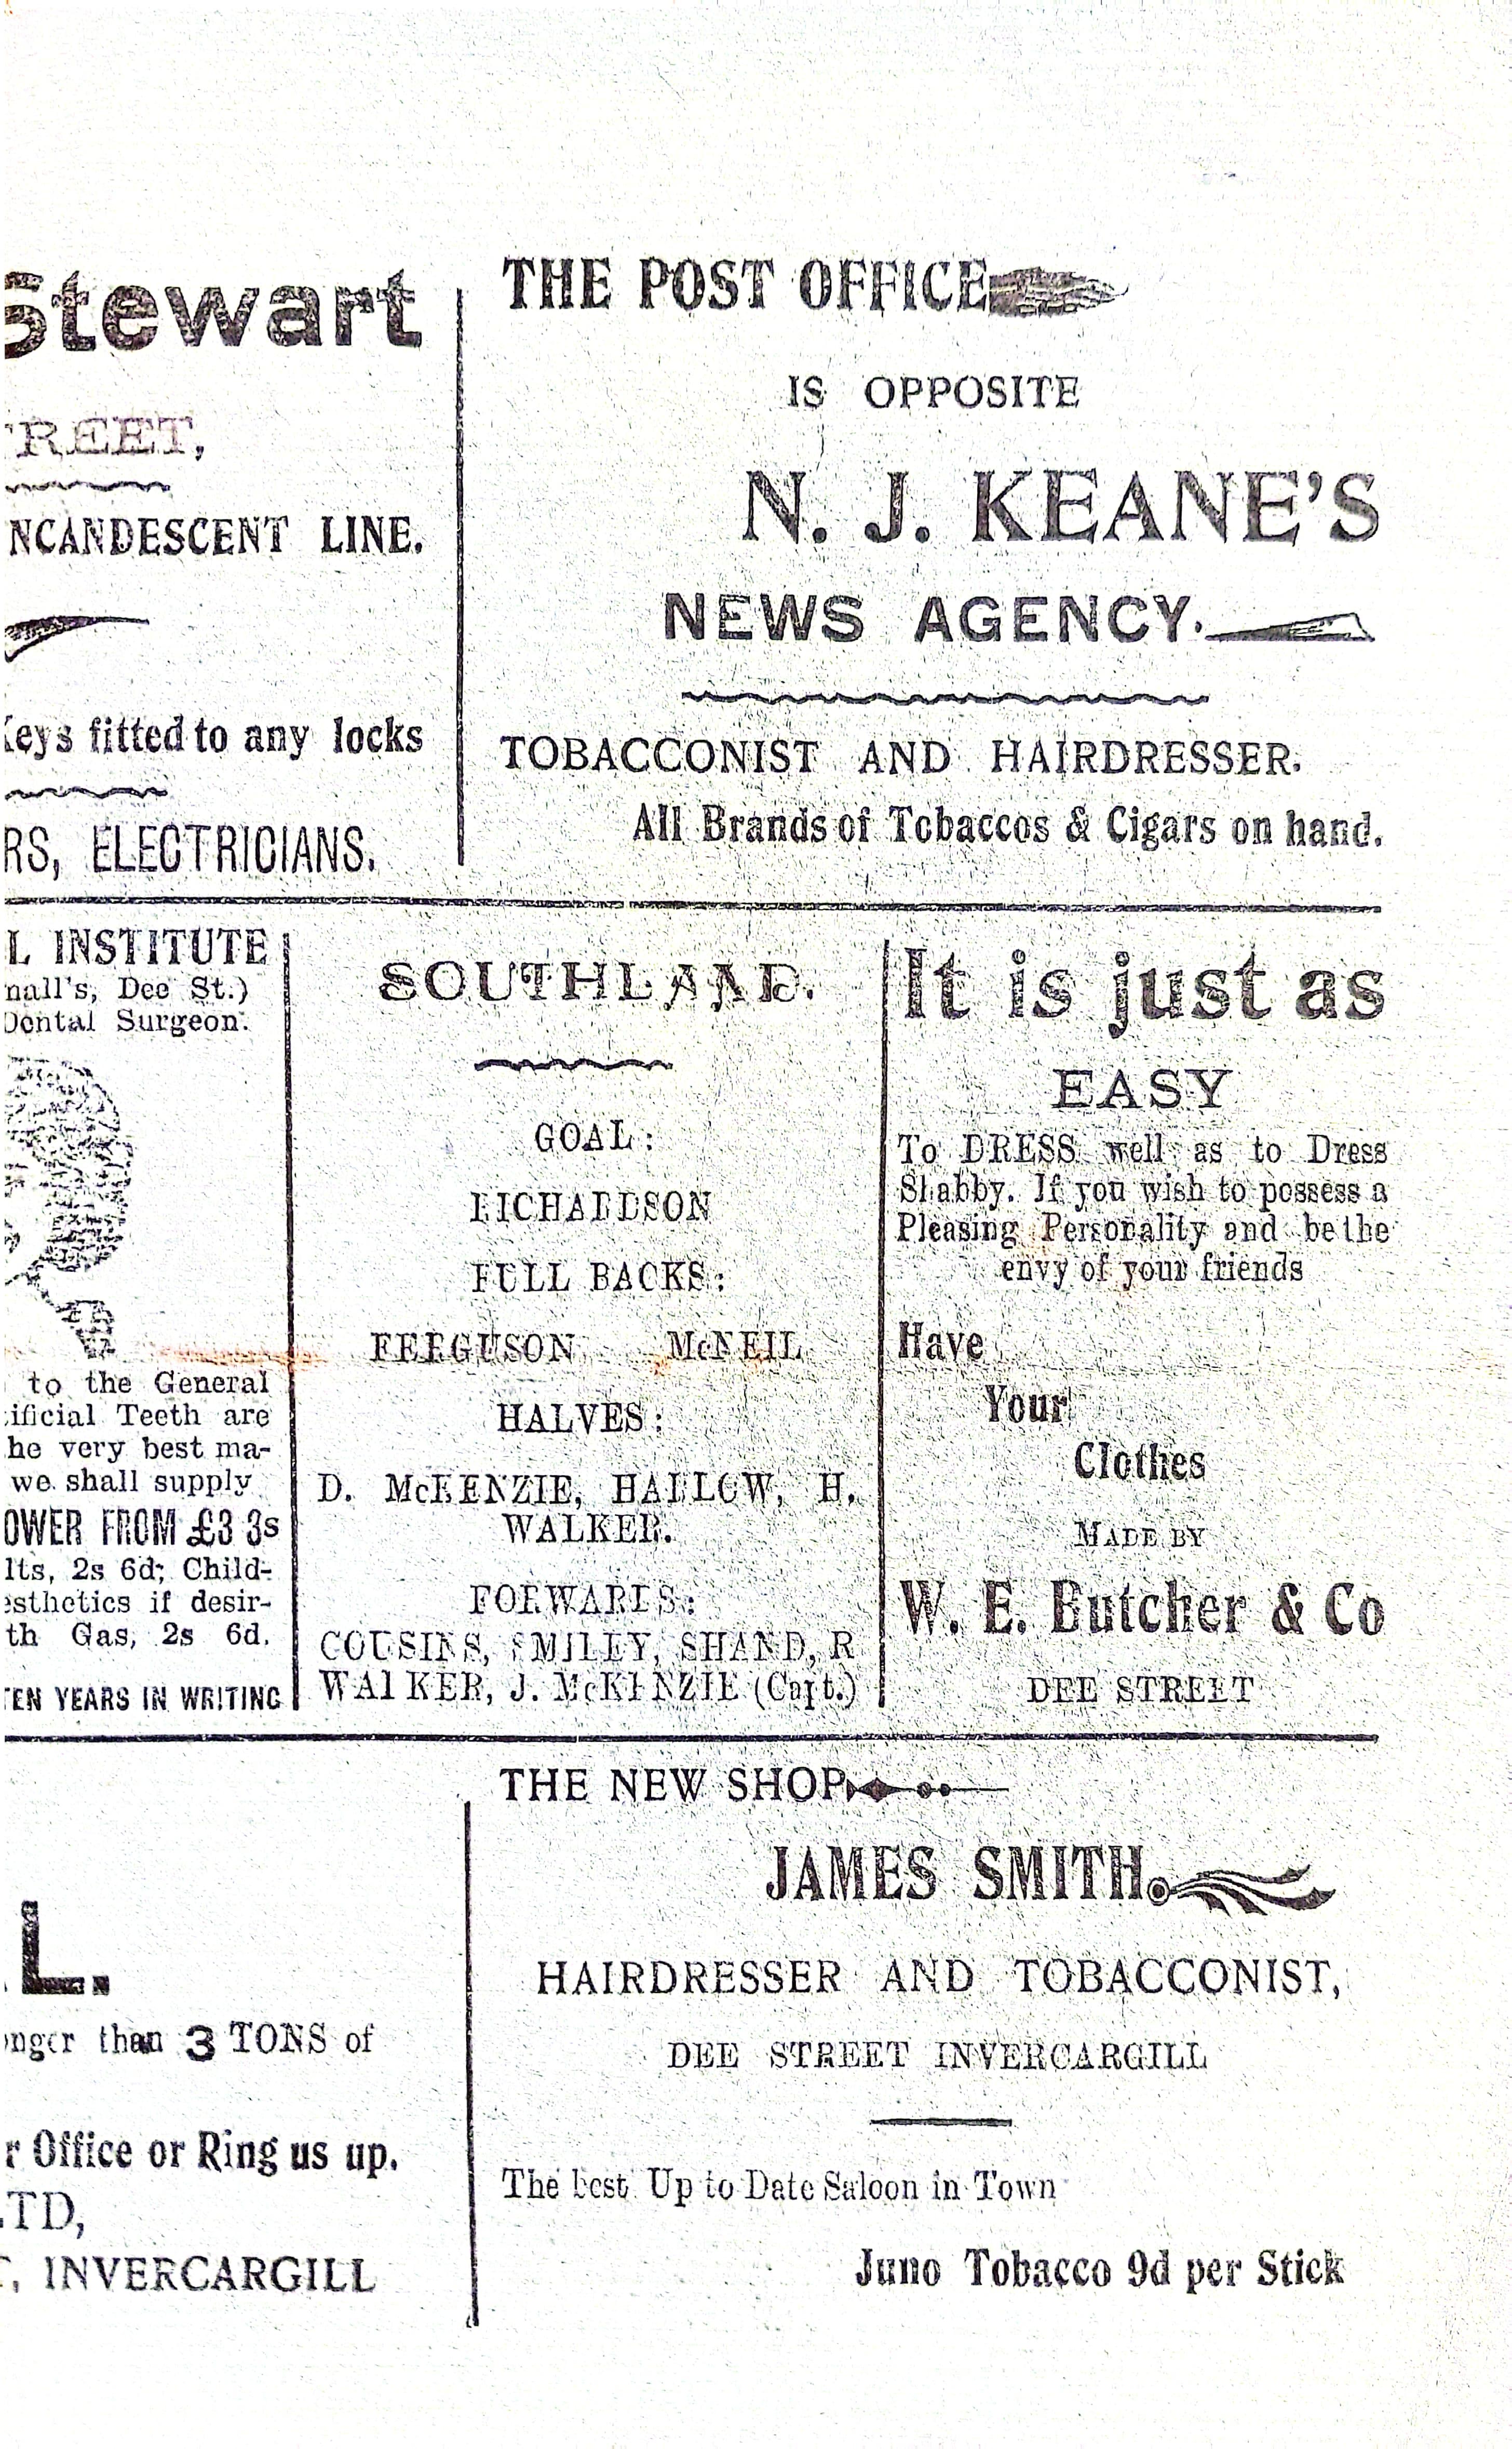 Stewart
REET,
NCANDESCENT LINE.
Keys fitted to any locks
RS, ELECTRICIANS.
THE POST OFFICE
IS OPPOSITE
N. J. KEANE'S
NEWS AGENCY.
TOBACCONIST AND HAIRDRESSER.
All Brands of Tobaccos & Cigars on hand.
L INSTITUTE
nall's, Dee St.)
Dental Surgeon.
to the General
ificial Teeth are
he very best ma-
we shall supply
OWER FROM £3 3s
lts, 2s 6d; Child-
esthetics if desir-
th Gas, 2s 6d.
TEN YEARS IN WRITING
SOUTHLAND.
GOAL:
RICHARDSON
FULL BACKS:
FERGUSON McNEIL
HALVES:
D. McKENZIE, HARLOW, H.
WALKER.
FORWARDS:
COUSINS, SMILEY, SHAND, R
WALKER, J. McKENZIE (Capt.)
It is just as
EASY
To DRESS well as to Dress
Shabby. If you wish to possess a
Pleasing Personality and be the
envy of your friends
Have
Your
Clothes
MADE BY
W. E. Butcher & Co
DEE STREET
L.
onger than 3 TONS of
r Office or Ring us up.
LTD,
T, INVERCARGILL
THE NEW SHOP
JAMES SMITH.
HAIRDRESSER AND TOBACCONIST,
DEE STREET INVERCARGILL
The best Up to Date Saloon in Town
Juno Tobacco 9d per Stick